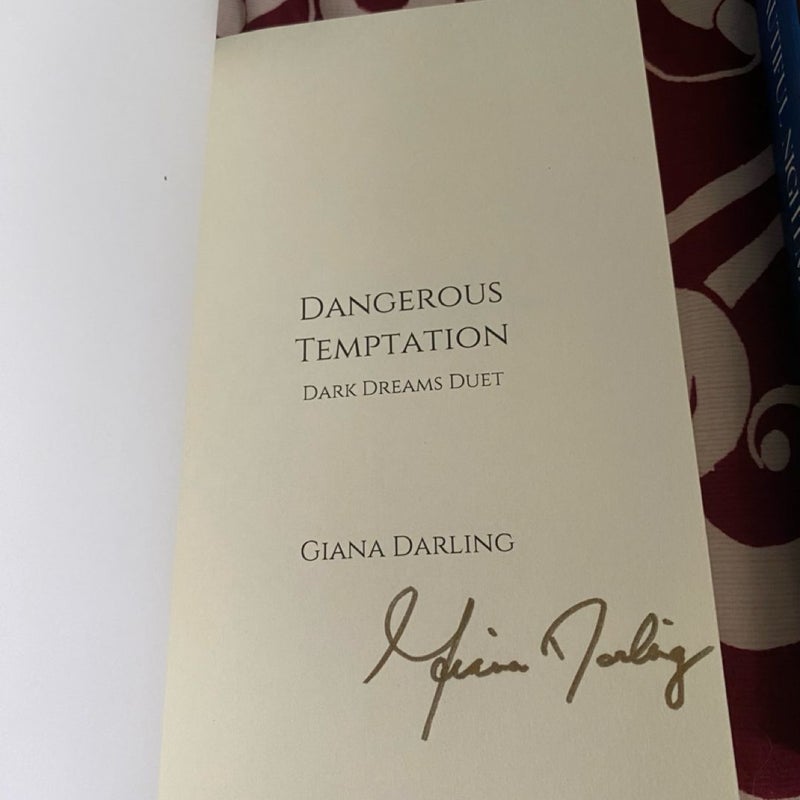 DANGEROUS
TEMPTATION
DARK DREAMS DUET
GIANA DARLING
Giana Darling